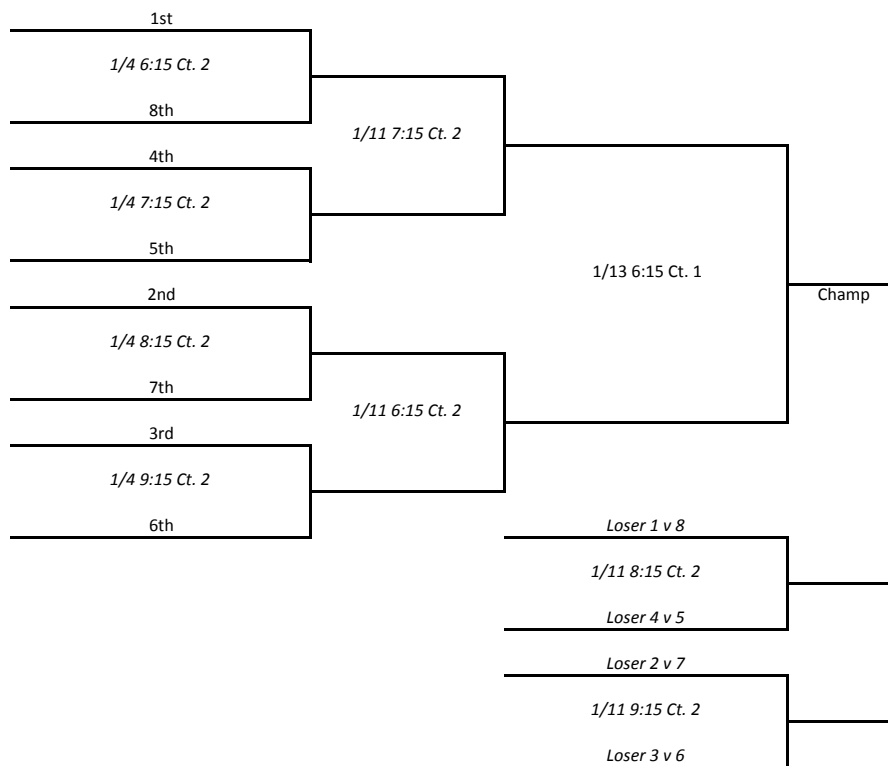 1st
1/4 6:15 Ct. 2
8th
1/11 7:15 Ct. 2
4th
1/4 7:15 Ct. 2
5th
1/13 6:15 Ct. 1
Champ
2nd
1/4 8:15 Ct. 2
7th
1/11 6:15 Ct. 2
3rd
1/4 9:15 Ct. 2
6th
Loser 1 v 8
1/11 8:15 Ct. 2
Loser 4 v 5
Loser 2 v 7
1/11 9:15 Ct. 2
Loser 3 v 6